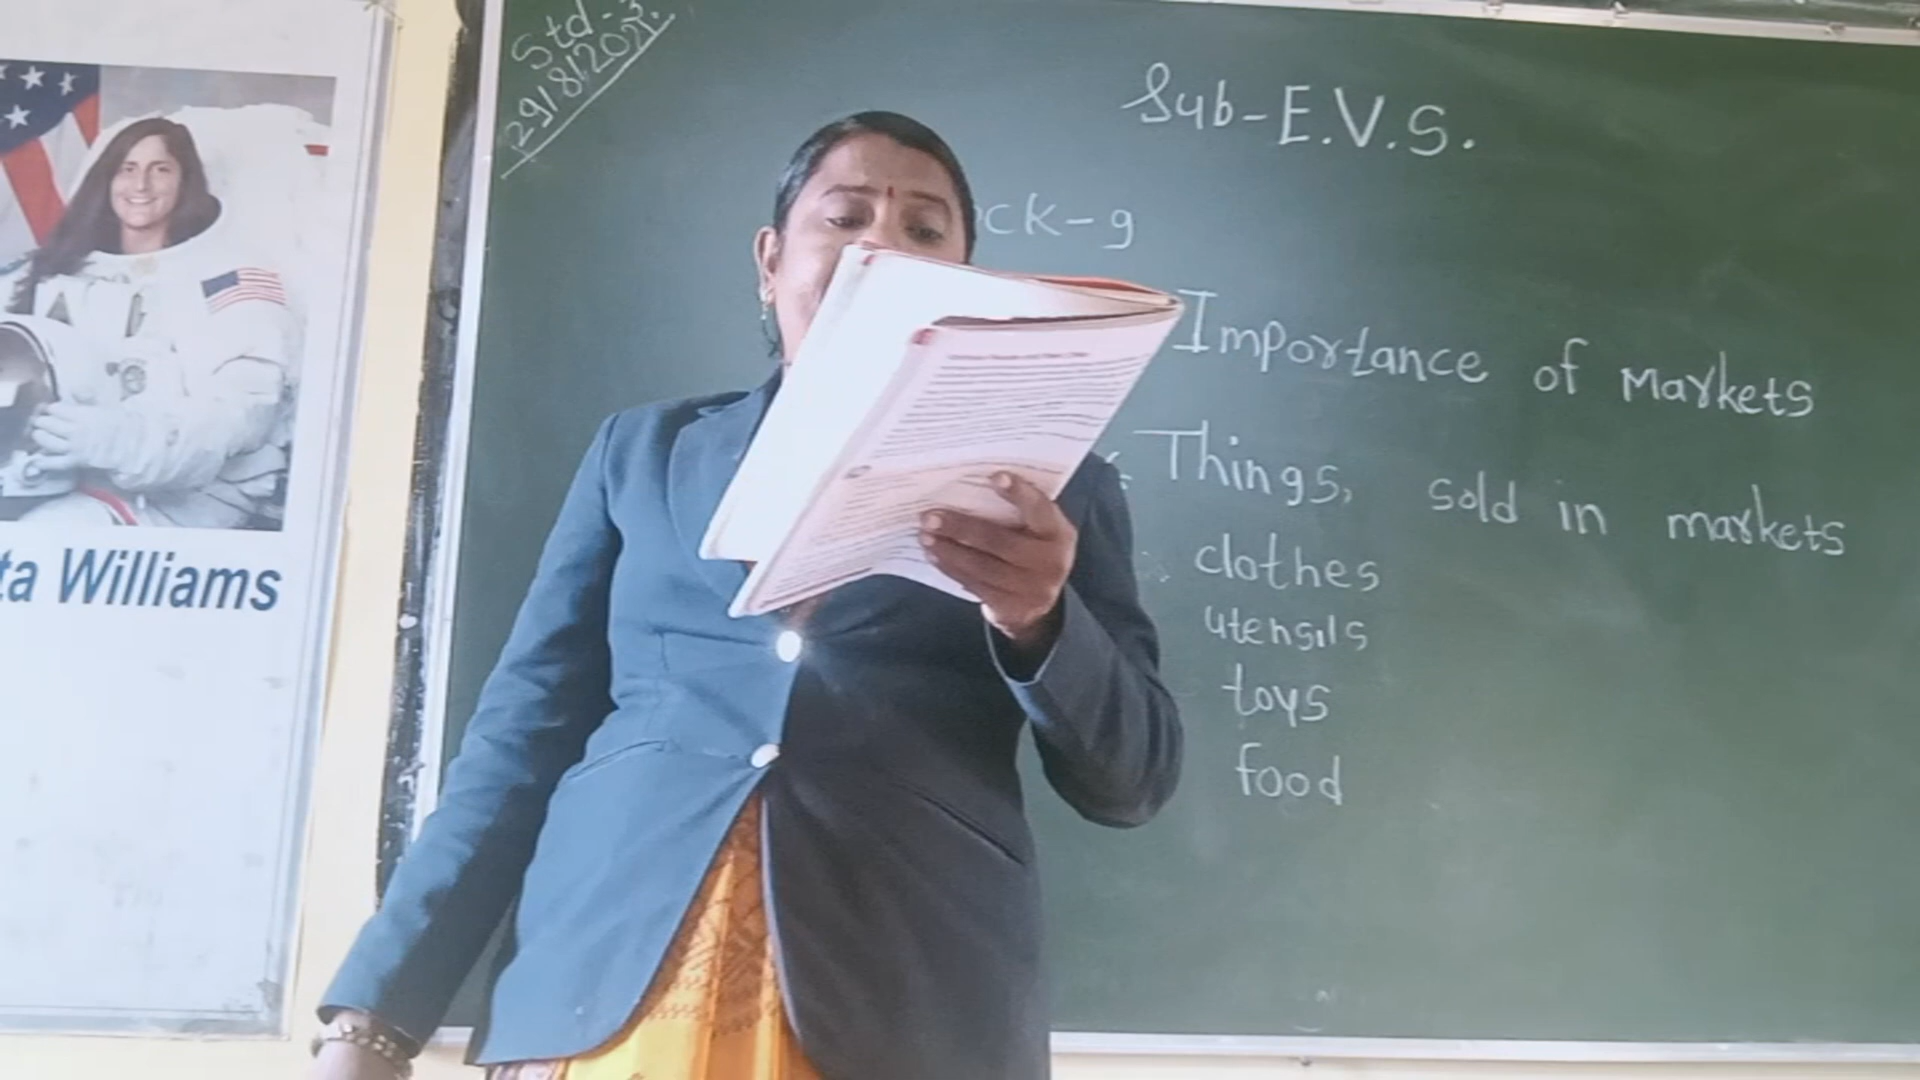 Std - 3
29/8/2021.
Sub-E.V.S.
ck-9
Importance of Markets
Things, sold in markets
clothes
utensils
toys
food
ta Williams